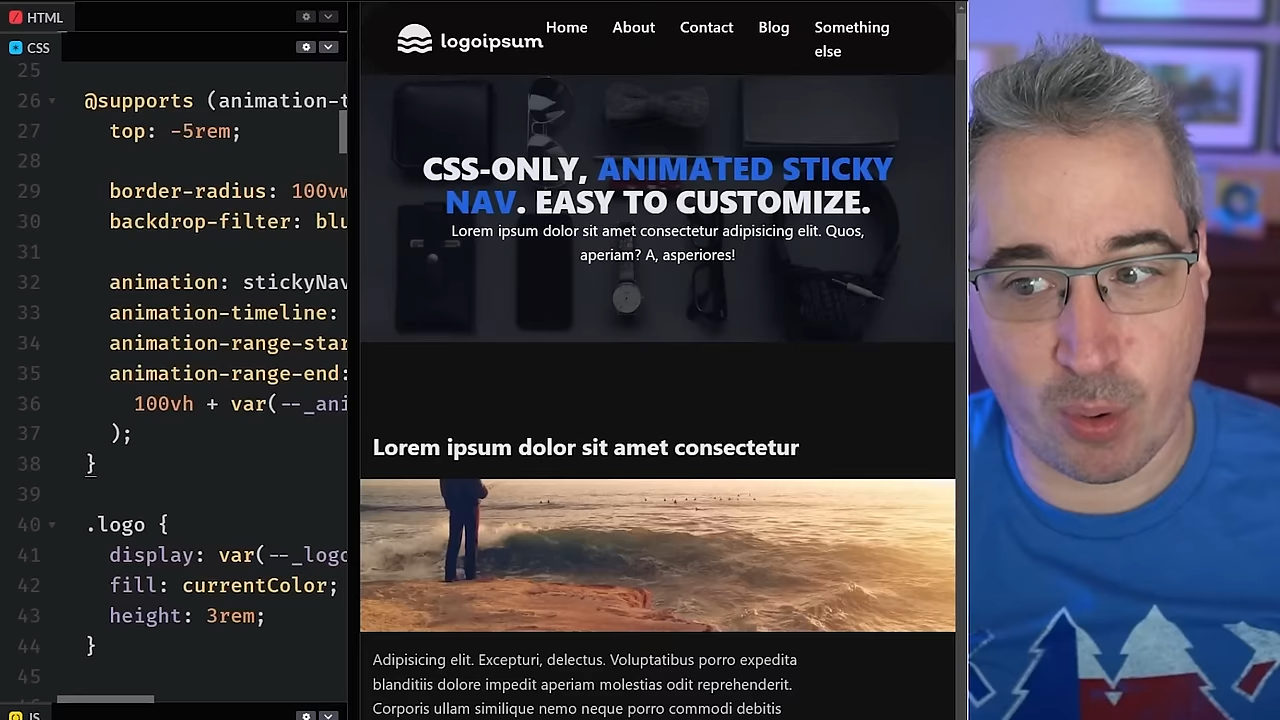 HTML
CSS
25
26 @supports (animation-t
27 top: -5rem;
28
29 border-radius: 100vw
30 backdrop-filter: blu
31
32 animation: stickyNav
33 animation-timeline:
34 animation-range-star
35 animation-range-end:
36 100vh + var(--_ani
37 );
38 }
39
40 .logo {
41 display: var(--_logo
42 fill: currentColor;
43 height: 3rem;
44 }
45
JS
logoipsum
Home About Contact Blog Something
else
CSS-ONLY, ANIMATED STICKY
NAV. EASY TO CUSTOMIZE.
Lorem ipsum dolor sit amet consectetur adipisicing elit. Quos,
aperiam? A, asperiores!
Lorem ipsum dolor sit amet consectetur
Adipisicing elit. Excepturi, delectus. Voluptatibus porro expedita
blanditiis dolore impedit aperiam molestias odit reprehenderit.
Corporis ullam similique nemo neque porro commodi debitis